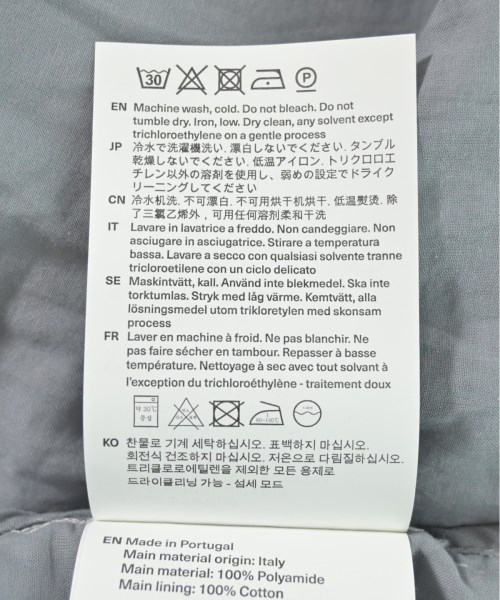 30
P
EN Machine wash, cold. Do not bleach. Do not
tumble dry. Iron, low. Dry clean, any solvent except
trichloroethylene on a gentle process
JP 冷水で洗濯機洗い. 漂白しないでください. タンブル
乾燥しないでください. 低温アイロン. トリクロロエ
チレン以外の溶剤を使用し、弱めの設定でドライク
リーニングしてください
CN 冷水机洗. 不可漂白. 不可用烘干机烘干. 低温熨烫. 除
了三氯乙烯外，可用任何溶剂柔和干洗
IT Lavare in lavatrice a freddo. Non candeggiare. Non
asciugare in asciugatrice. Stirare a temperatura
bassa. Lavare a secco con qualsiasi solvente tranne
tricloroetilene con un ciclo delicato
SE Maskintvätt, kall. Använd inte blekmedel. Ska inte
torktumlas. Stryk med låg värme. Kemtvätt, alla
lösningsmedel utom trikloretylen med skonsam
process
FR Laver en machine à froid. Ne pas blanchir. Ne
pas faire sécher en tambour. Repasser à basse
température. Nettoyage à sec avec tout solvant à
l'exception du trichloroéthylène - traitement doux
약 30℃
중성
KO 찬물로 기계 세탁하십시오. 표백하지 마십시오.
회전식 건조하지 마십시오. 저온으로 다림질하십시오.
트리클로로에틸렌을 제외한 모든 용제로
드라이클리닝 가능 - 섬세 모드
EN Made in Portugal
Main material origin: Italy
Main material: 100% Polyamide
Main lining: 100% Cotton